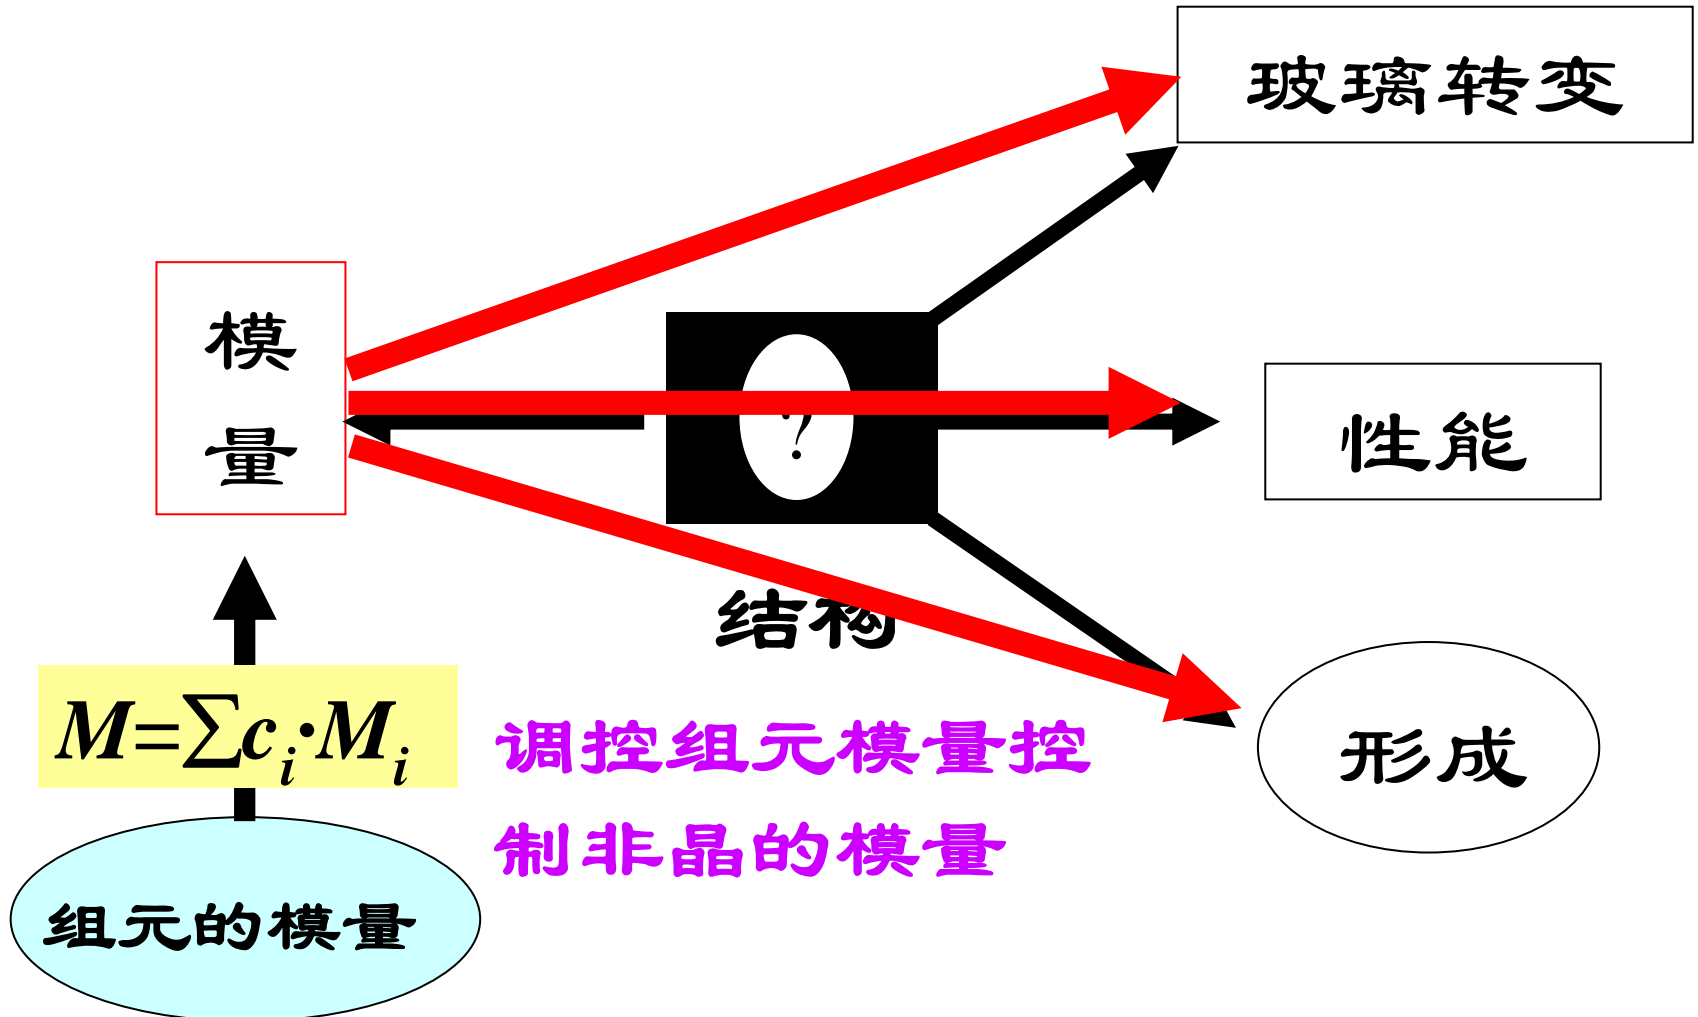 玻璃转变
模
量
?
性能
结构
形成
M=∑cᵢ·Mᵢ
调控组元模量控
制非晶的模量
组元的模量